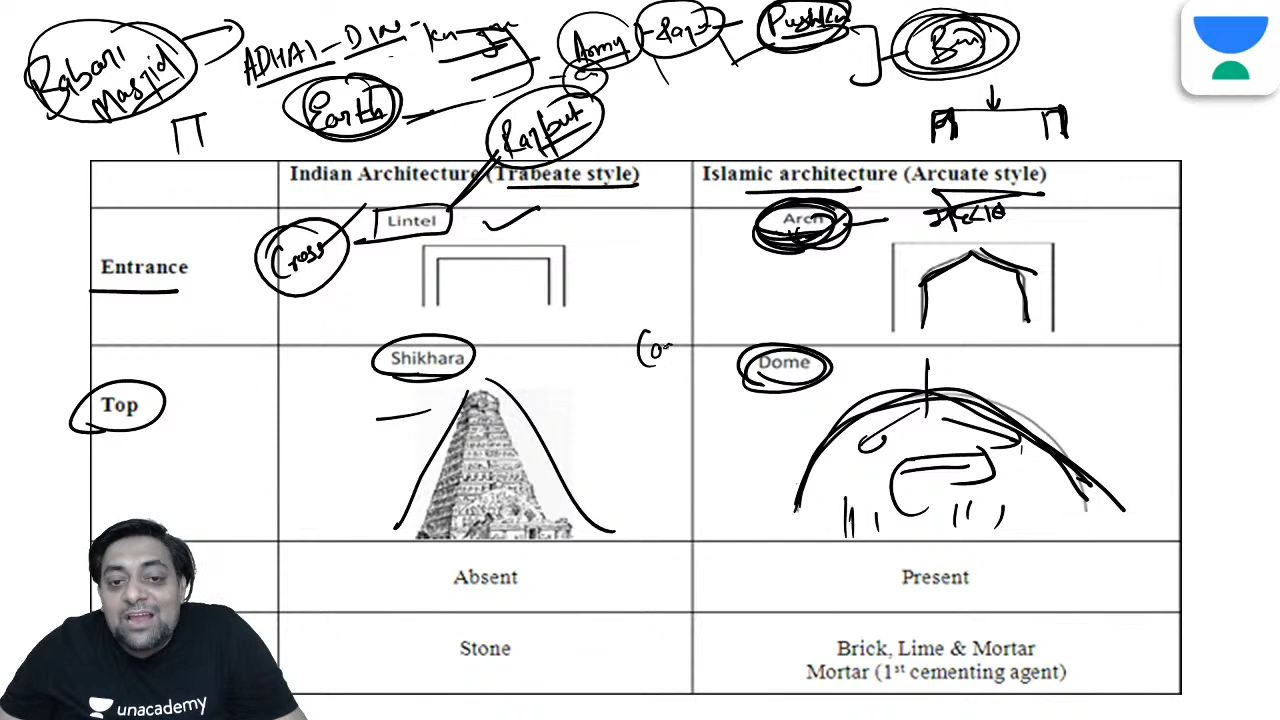 Babari Masjid
ADHAI-DIN-
Army
Pushkar
Earth
Rajput
Indian Architecture (Trabeate style)
Islamic architecture (Arcuate style)
Entrance
Cross
Lintel
Arch
Top
Shikhara
Dome
Absent
Present
Stone
Brick, Lime & Mortar
Mortar (1st cementing agent)
unacademy